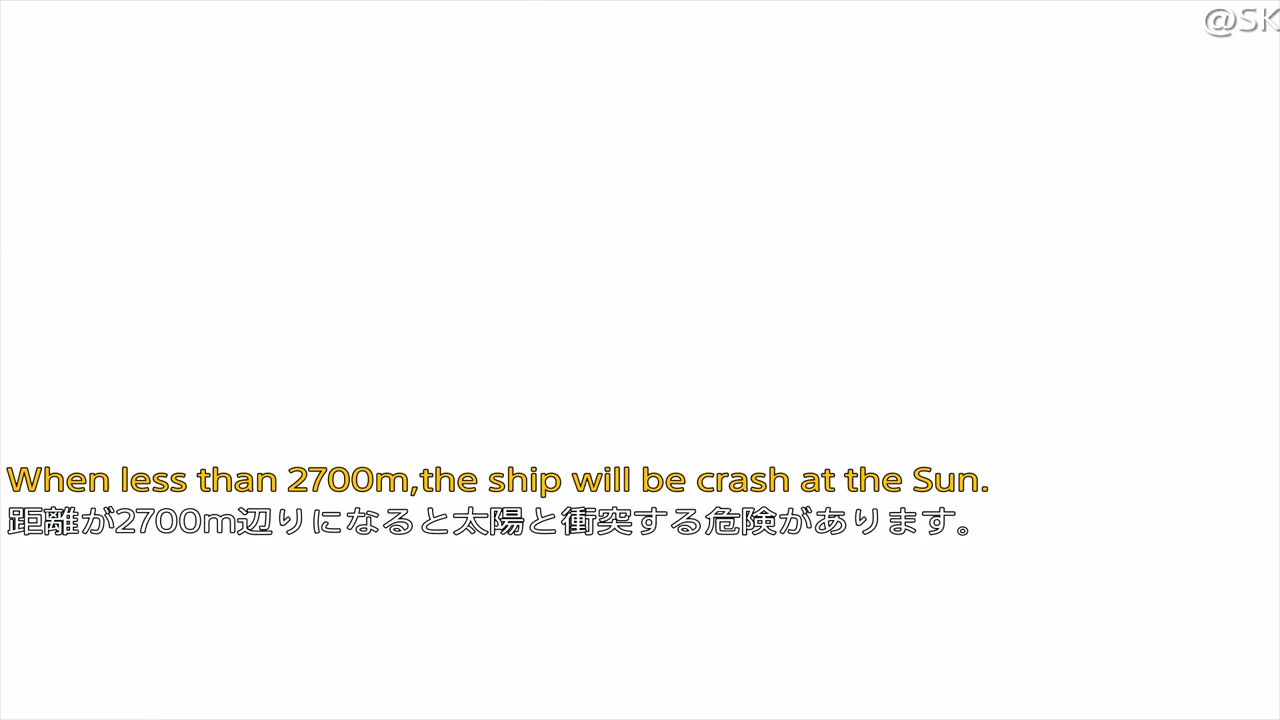 @SK
When less than 2700m,the ship will be crash at the Sun.
距離が2700m辺りになると太陽と衝突する危険があります。